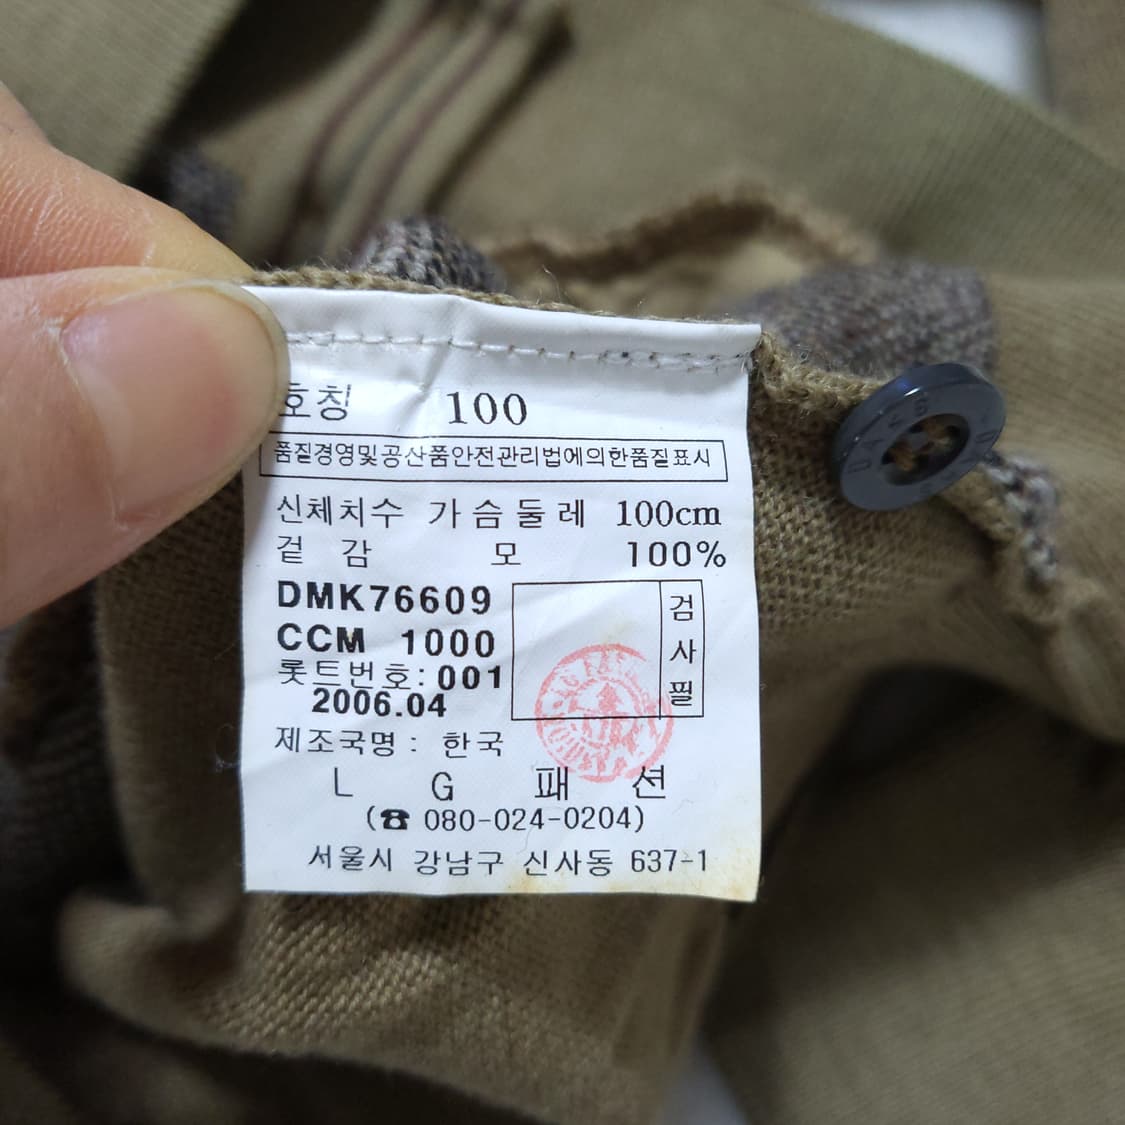 호칭 100
품질경영및공산품안전관리법에의한품질표시
신체치수 가슴둘레 100cm
겉감 모 100%
DMK76609
CCM 1000
롯트번호: 001
2006.04
검사필
제조국명 : 한국
LG패션
(☎ 080-024-0204)
서울시 강남구 신사동 637-1